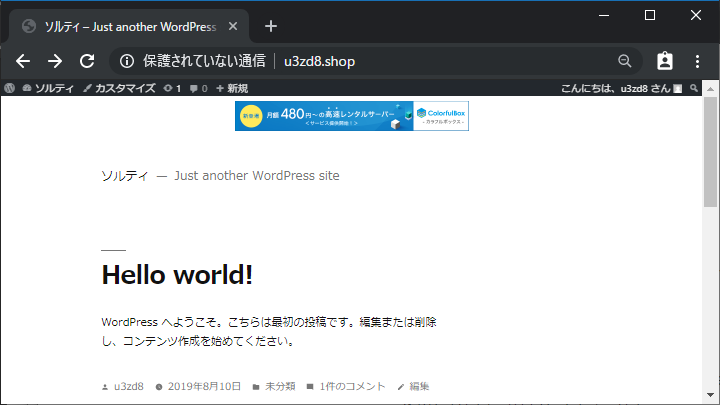 ソルティ – Just another WordPress
保護されていない通信 u3zd8.shop
ソルティ カスタマイズ 1 0 新規 こんにちは、u3zd8 さん
新登場 月額480円～の高速レンタルサーバー ColorfulBox
＜サービス提供開始！＞ カラフルボックス
ソルティ — Just another WordPress site
Hello world!
WordPress へようこそ。こちらは最初の投稿です。編集または削除
し、コンテンツ作成を始めてください。
u3zd8 2019年8月10日 未分類 1件のコメント 編集